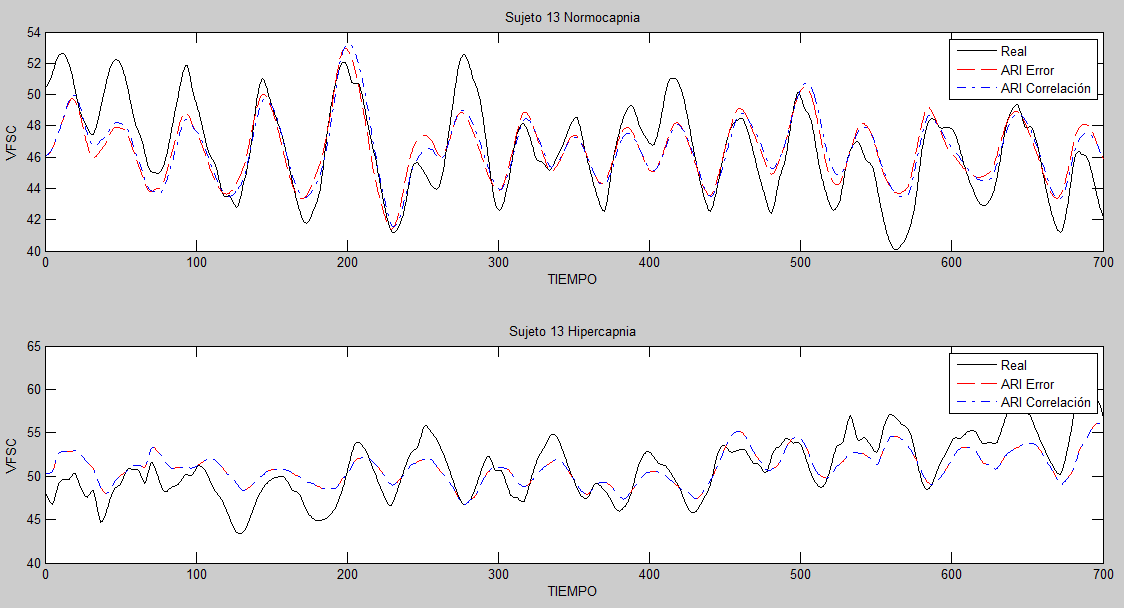 Sujeto 13 Normocapnia
54
52
50
48
46
44
42
40
VFSC
Real
ARI Error
ARI Correlación
0 100 200 300 400 500 600 700
TIEMPO
Sujeto 13 Hipercapnia
65
60
55
50
45
40
VFSC
Real
ARI Error
ARI Correlación
0 100 200 300 400 500 600 700
TIEMPO